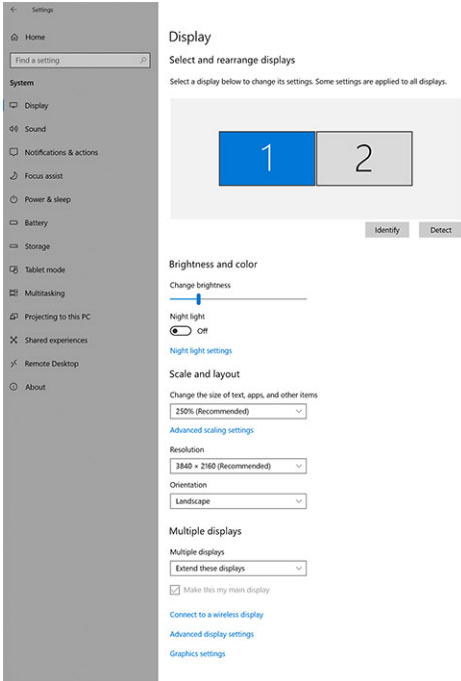 Settings
Home
Find a setting
System
Display
Sound
Notifications & actions
Focus assist
Power & sleep
Battery
Storage
Tablet mode
Multitasking
Projecting to this PC
Shared experiences
Remote Desktop
About
Display
Select and rearrange displays
Select a display below to change its settings. Some settings are applied to all displays.
1 2
Identify Detect
Brightness and color
Change brightness
Night light
Off
Night light settings
Scale and layout
Change the size of text, apps, and other items
250% (Recommended)
Advanced scaling settings
Resolution
3840 × 2160 (Recommended)
Orientation
Landscape
Multiple displays
Multiple displays
Extend these displays
Make this my main display
Connect to a wireless display
Advanced display settings
Graphics settings